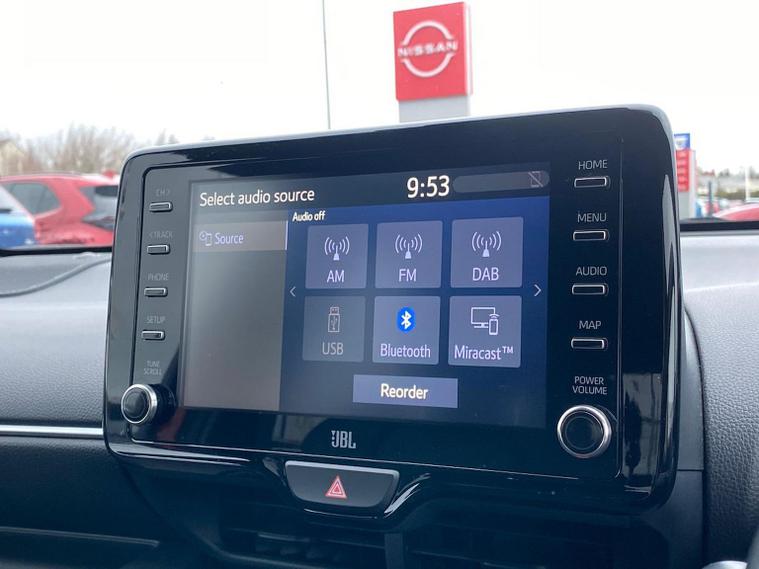 NISSAN
CH >
< TRACK
PHONE
SETUP
TUNE
SCROLL
Select audio source
9:53
Source
Audio off
AM
FM
DAB
USB
Bluetooth
Miracast™
Reorder
HOME
MENU
AUDIO
MAP
POWER
VOLUME
JBL